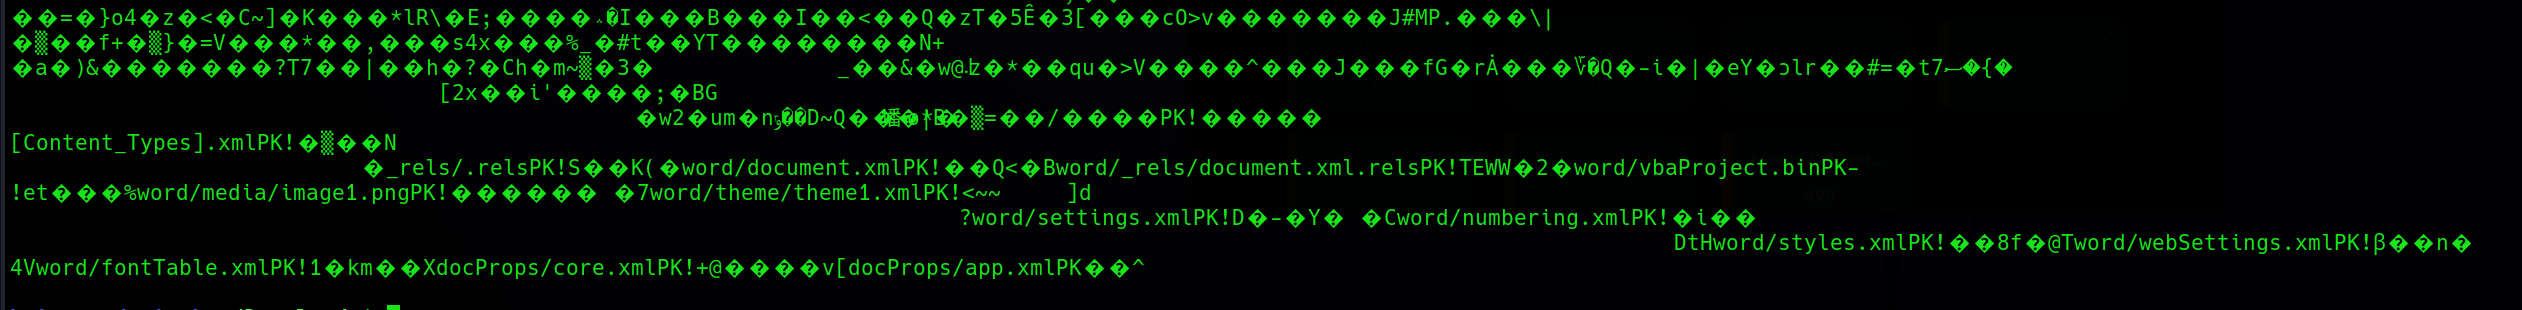 ��=�}o4�z�<�C~]�K���*lR\�E;����I���B���I��<��Q�zT�5Ê�3[���cO>v�������J#MP.���\|
�▒��f+�▒}�=V���*��,���s4x���%_�#t��YT��������N+
�a�)&�������?T7��|��h�?�Ch�m~▒�3� _��&�w@z�*��qu�>V����^���J���fG�rȦ���Q�-i�|�eY�ɔlr��#=�t7�{�
[2x��i'����;�BG
�w2�um�n��D~Q�▒=��/����PK!�����
[Content_Types].xmlPK!�▒��N
�_rels/.relsPK!S��K(�word/document.xmlPK!��Q<�Bword/_rels/document.xml.relsPK!TEWW�2�word/vbaProject.binPK-
!et���%word/media/image1.pngPK!������ �7word/theme/theme1.xmlPK!<~~ ]d
?word/settings.xmlPK!D�-�Y� �Cword/numbering.xmlPK!�i��
DtHword/styles.xmlPK!��8f�@Tword/webSettings.xmlPK!β��n�
4Vword/fontTable.xmlPK!1�km��XdocProps/core.xmlPK!+@����v[docProps/app.xmlPK��^